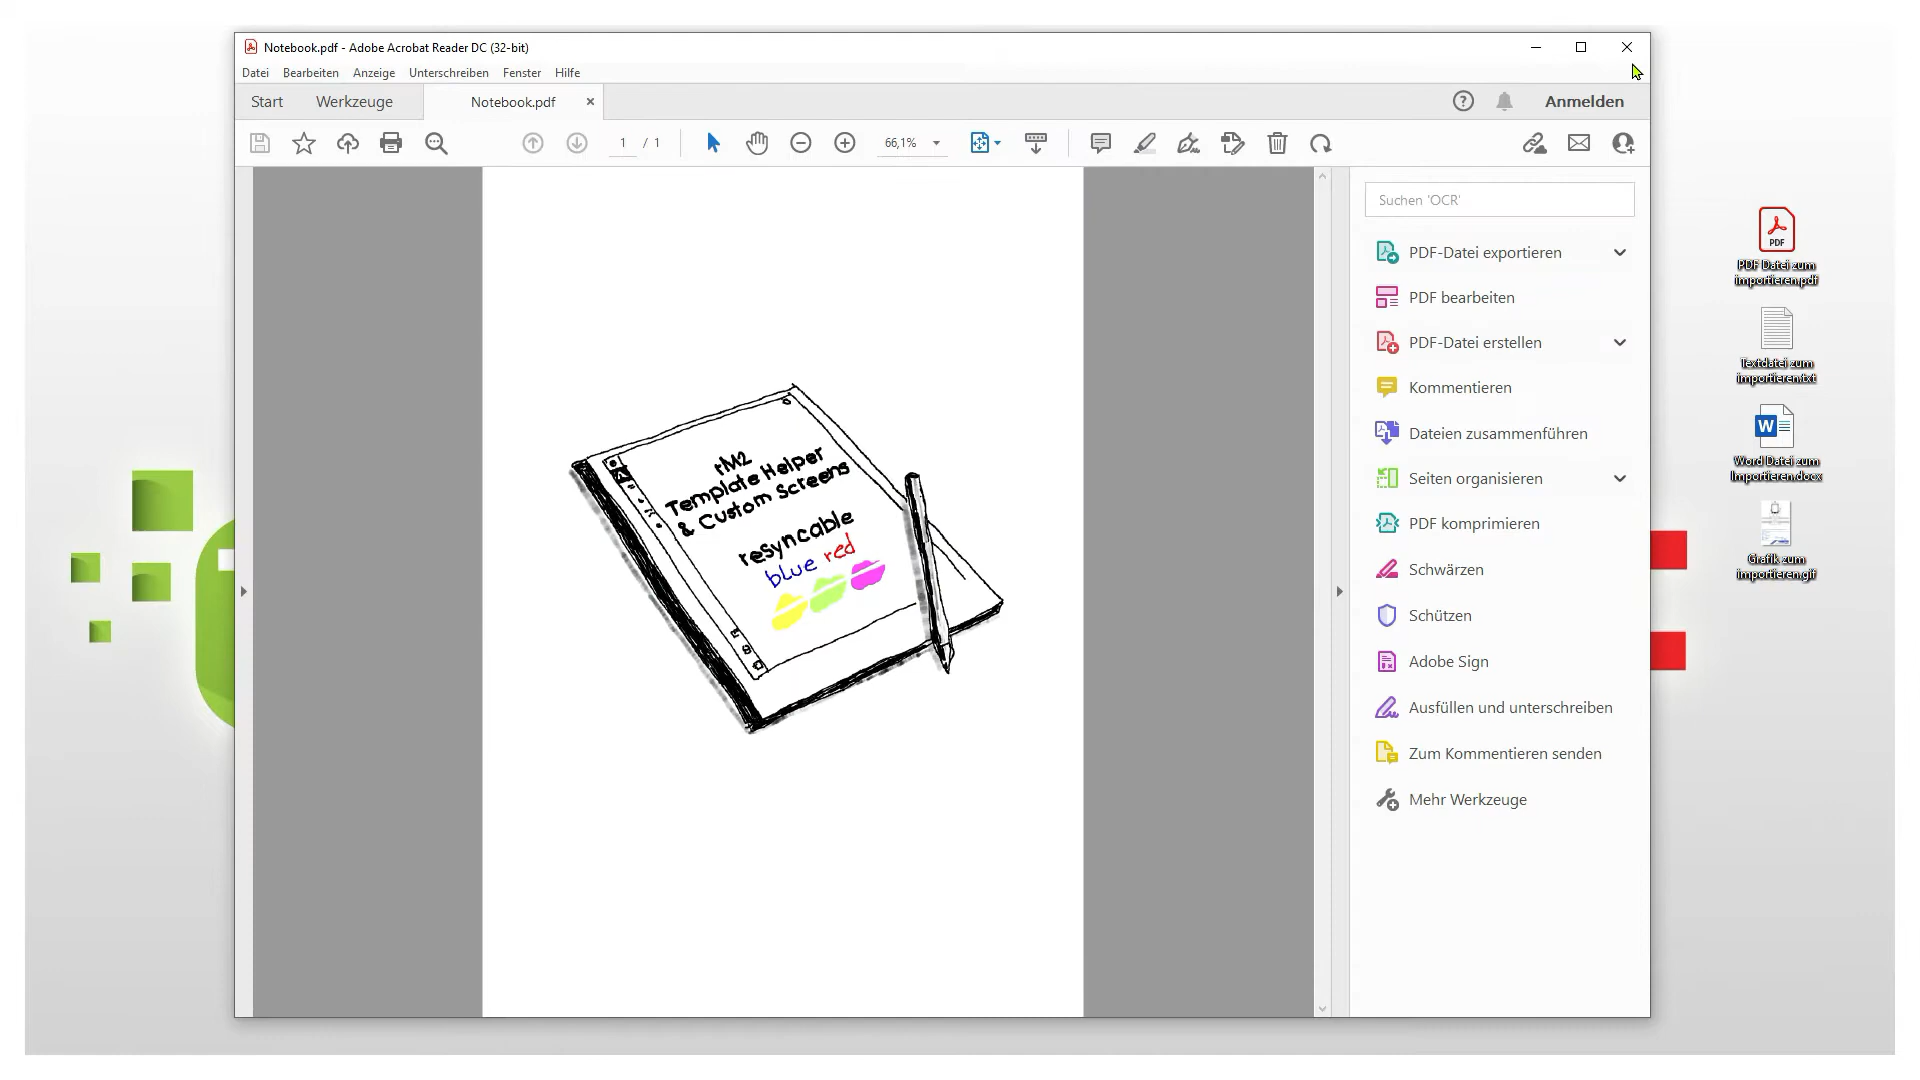 Notebook.pdf - Adobe Acrobat Reader DC (32-bit)
Datei Bearbeiten Anzeige Unterschreiben Fenster Hilfe
Start Werkzeuge Notebook.pdf Anmelden
1 / 1 66,1%
Suchen 'OCR'
PDF-Datei exportieren
PDF bearbeiten
PDF-Datei erstellen
Kommentieren
Dateien zusammenführen
Seiten organisieren
PDF komprimieren
Schwärzen
Schützen
Adobe Sign
Ausfüllen und unterschreiben
Zum Kommentieren senden
Mehr Werkzeuge
rM2
Template Helper
& Custom Screens
resyncable
blue red
PDF
PDF Datei zum
importieren.pdf
Textdatei zum
importieren.txt
W
Word Datei zum
Importieren.docx
Grafik zum
importieren.gif